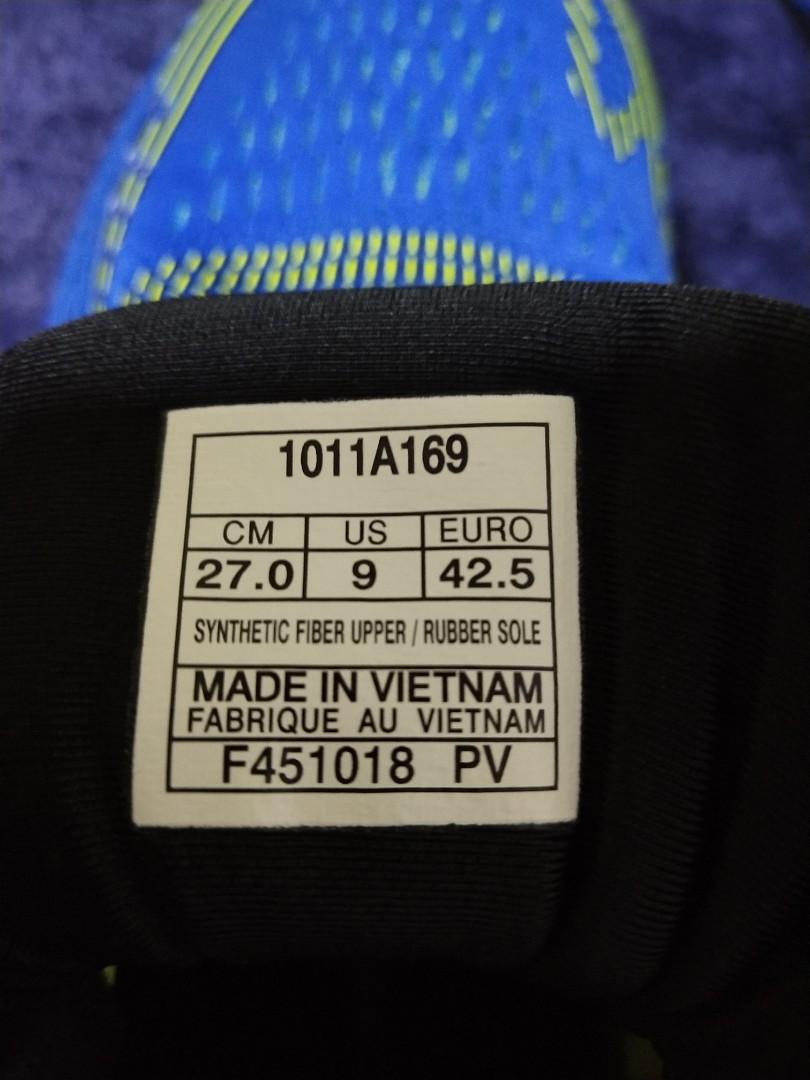 1011A169
CM US EURO
27.0 9 42.5
SYNTHETIC FIBER UPPER / RUBBER SOLE
MADE IN VIETNAM
FABRIQUE AU VIETNAM
F451018 PV